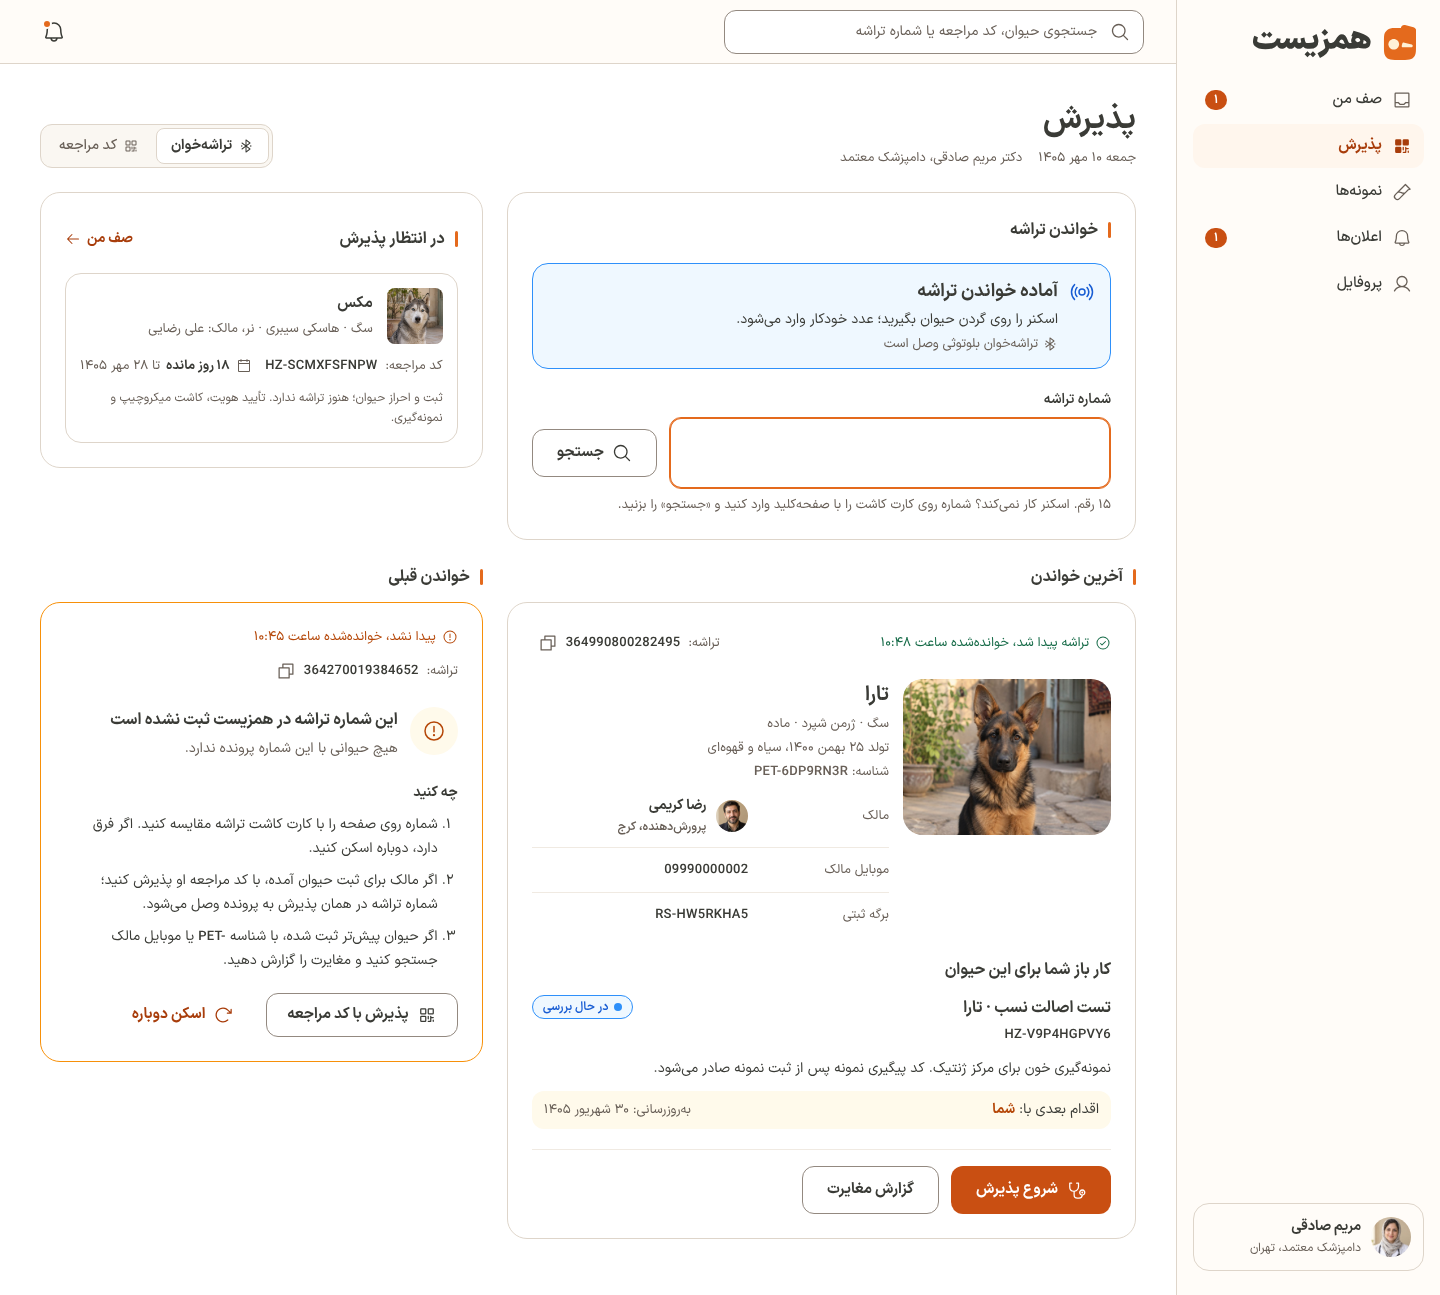 همزیست
صف من
۱
پذیرش
نمونه‌ها
اعلان‌ها
۱
پروفایل
مریم صادقی
دامپزشک معتمد، تهران
جستجوی حیوان، کد مراجعه یا شماره تراشه
پذیرش
جمعه ۱۰ مهر ۱۴۰۵ دکتر مریم صادقی، دامپزشک معتمد
تراشه‌خوان
کد مراجعه
خواندن تراشه
آماده خواندن تراشه
اسکنر را روی گردن حیوان بگیرید؛ عدد خودکار وارد می‌شود.
تراشه‌خوان بلوتوثی وصل است
شماره تراشه
جستجو
۱۵ رقم. اسکنر کار نمی‌کند؟ شماره روی کارت کاشت را با صفحه‌کلید وارد کنید و «جستجو» را بزنید.
در انتظار پذیرش
صف من
مکس
سگ · هاسکی سیبری · نر، مالک: علی رضایی
کد مراجعه: HZ-SCMXFSFNPW
۱۸ روز مانده تا ۲۸ مهر ۱۴۰۵
ثبت و احراز حیوان؛ هنوز تراشه ندارد. تأیید هویت، کاشت میکروچیپ و
نمونه‌گیری.
آخرین خواندن
تراشه پیدا شد، خوانده‌شده ساعت ۱۰:۴۸
تراشه: 364990800282495
تارا
سگ · ژرمن شپرد · ماده
تولد ۲۵ بهمن ۱۴۰۰، سیاه و قهوه‌ای
شناسه: PET-6DP9RN3R
مالک
رضا کریمی
پرورش‌دهنده، کرج
موبایل مالک
09990000002
برگه ثبتی
RS-HW5RKHA5
کار باز شما برای این حیوان
تست اصالت نسب · تارا
در حال بررسی
HZ-V9P4HGPVY6
نمونه‌گیری خون برای مرکز ژنتیک. کد پیگیری نمونه پس از ثبت نمونه صادر می‌شود.
اقدام بعدی با: شما
به‌روزرسانی: ۳۰ شهریور ۱۴۰۵
شروع پذیرش
گزارش مغایرت
خواندن قبلی
پیدا نشد، خوانده‌شده ساعت ۱۰:۴۵
تراشه: 364270019384652
این شماره تراشه در همزیست ثبت نشده است
هیچ حیوانی با این شماره پرونده ندارد.
چه کنید
۱. شماره روی صفحه را با کارت کاشت تراشه مقایسه کنید. اگر فرق
دارد، دوباره اسکن کنید.
۲. اگر مالک برای ثبت حیوان آمده، با کد مراجعه او پذیرش کنید؛
شماره تراشه در همان پذیرش به پرونده وصل می‌شود.
۳. اگر حیوان پیش‌تر ثبت شده، با شناسه PET- یا موبایل مالک
جستجو کنید و مغایرت را گزارش دهید.
پذیرش با کد مراجعه
اسکن دوباره